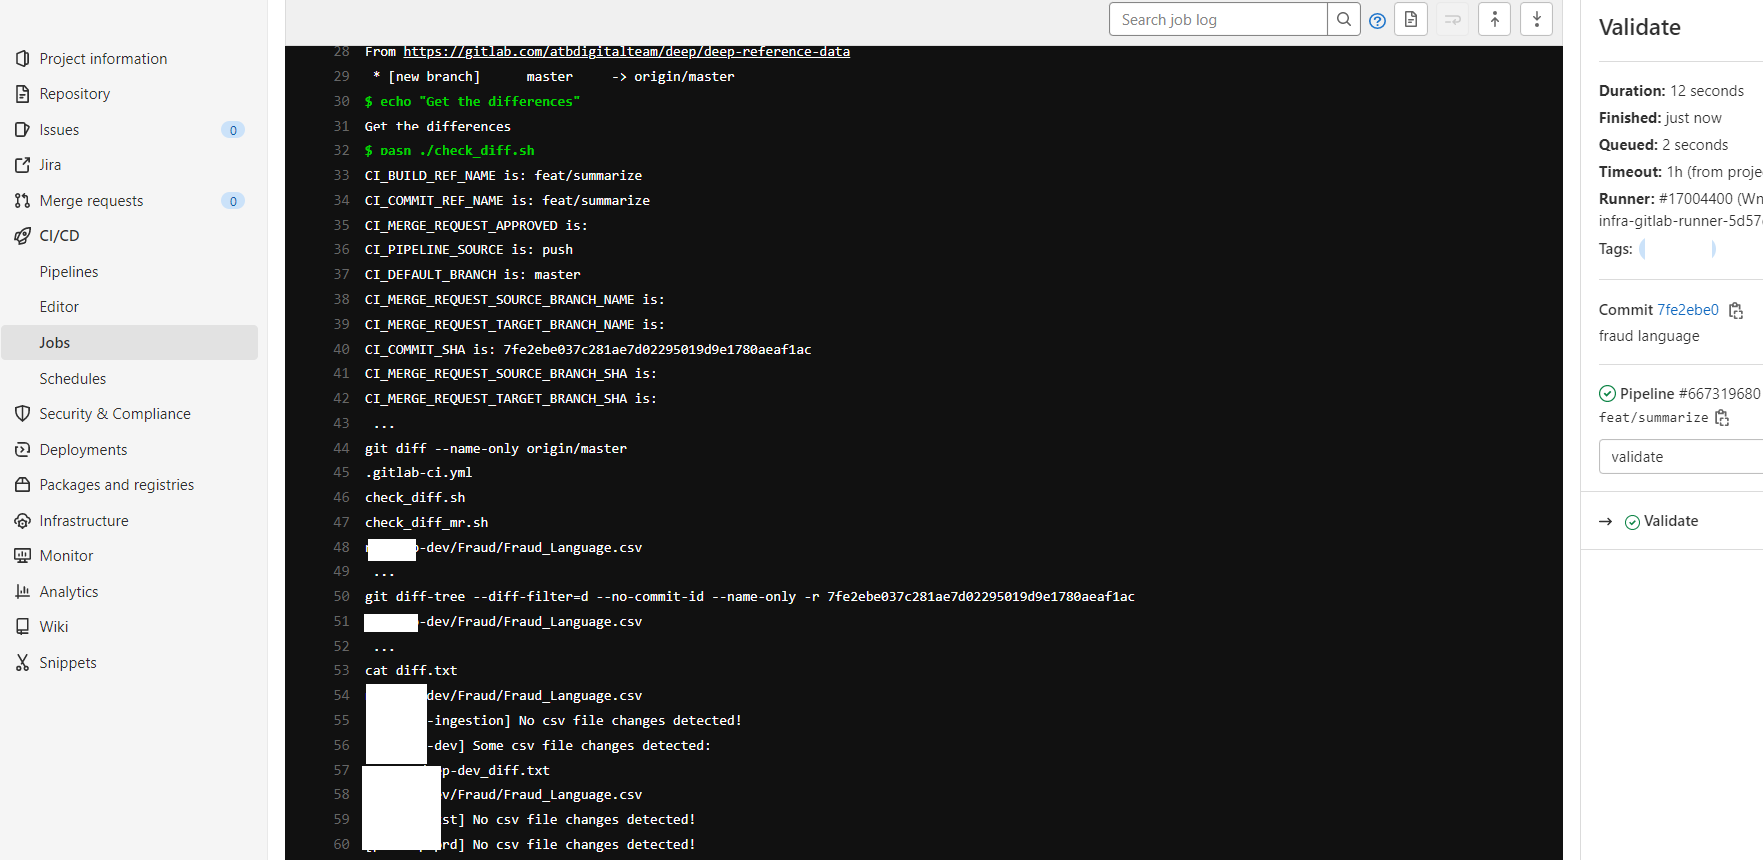 Project information
Repository
Issues 0
Jira
Merge requests 0
CI/CD
Pipelines
Editor
Jobs
Schedules
Security & Compliance
Deployments
Packages and registries
Infrastructure
Monitor
Analytics
Wiki
Snippets
Search job log
28 From https://gitlab.com/atbdigitalteam/deep/deep-reference-data
29 * [new branch] master -> origin/master
30 $ echo "Get the differences"
31 Get the differences
32 $ bash ./check_diff.sh
33 CI_BUILD_REF_NAME is: feat/summarize
34 CI_COMMIT_REF_NAME is: feat/summarize
35 CI_MERGE_REQUEST_APPROVED is:
36 CI_PIPELINE_SOURCE is: push
37 CI_DEFAULT_BRANCH is: master
38 CI_MERGE_REQUEST_SOURCE_BRANCH_NAME is:
39 CI_MERGE_REQUEST_TARGET_BRANCH_NAME is:
40 CI_COMMIT_SHA is: 7fe2ebe037c281ae7d02295019d9e1780aeaf1ac
41 CI_MERGE_REQUEST_SOURCE_BRANCH_SHA is:
42 CI_MERGE_REQUEST_TARGET_BRANCH_SHA is:
43 ...
44 git diff --name-only origin/master
45 .gitlab-ci.yml
46 check_diff.sh
47 check_diff_mr.sh
48 -dev/Fraud/Fraud_Language.csv
49 ...
50 git diff-tree --diff-filter=d --no-commit-id --name-only -r 7fe2ebe037c281ae7d02295019d9e1780aeaf1ac
51 -dev/Fraud/Fraud_Language.csv
52 ...
53 cat diff.txt
54 dev/Fraud/Fraud_Language.csv
55 -ingestion] No csv file changes detected!
56 -dev] Some csv file changes detected:
57 p-dev_diff.txt
58 v/Fraud/Fraud_Language.csv
59 st] No csv file changes detected!
60 rd] No csv file changes detected!
Validate
Duration: 12 seconds
Finished: just now
Queued: 2 seconds
Timeout: 1h (from proje
Runner: #17004400 (Wn
infra-gitlab-runner-5d57
Tags:
Commit 7fe2ebe0
fraud language
Pipeline #667319680
feat/summarize
validate
→ Validate